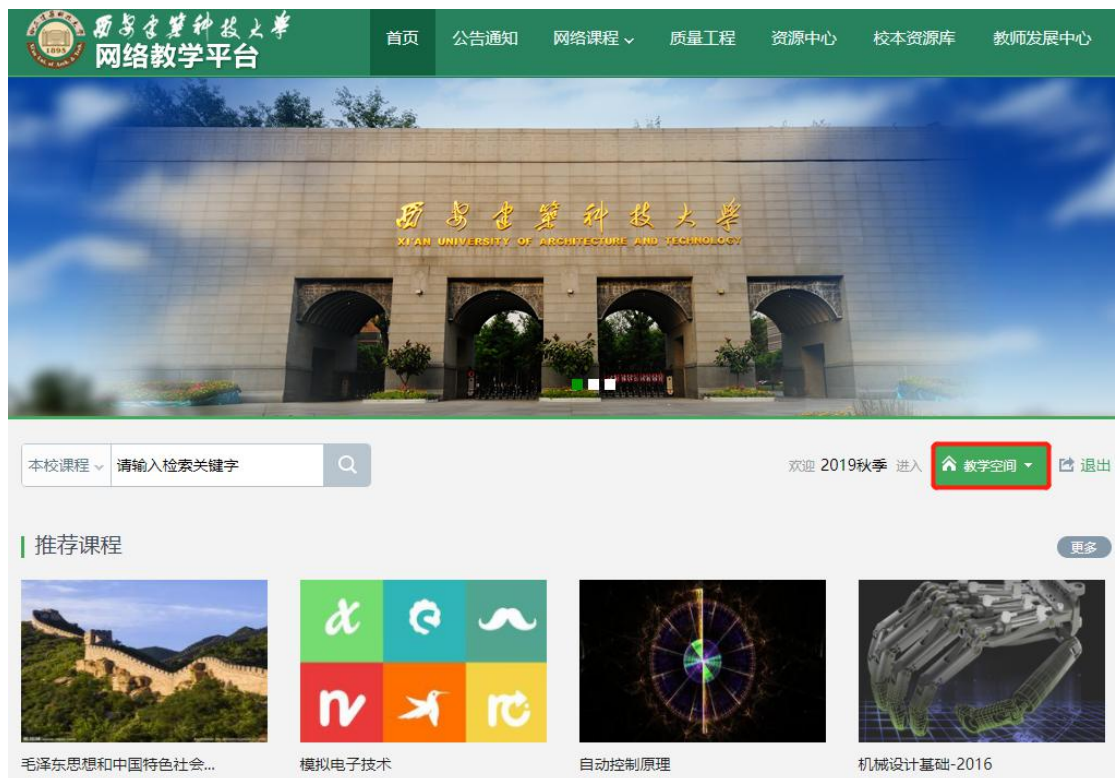 西安建筑科技大学
网络教学平台
1898
首页 公告通知 网络课程 质量工程 资源中心 校本资源库 教师发展中心
西安建筑科技大学
XI'AN UNIVERSITY OF ARCHITECTURE AND TECHNOLOGY
本校课程 请输入检索关键字
欢迎 2019秋季 进入 教学空间 退出
推荐课程 更多
毛泽东思想和中国特色社会... 模拟电子技术 自动控制原理 机械设计基础-2016